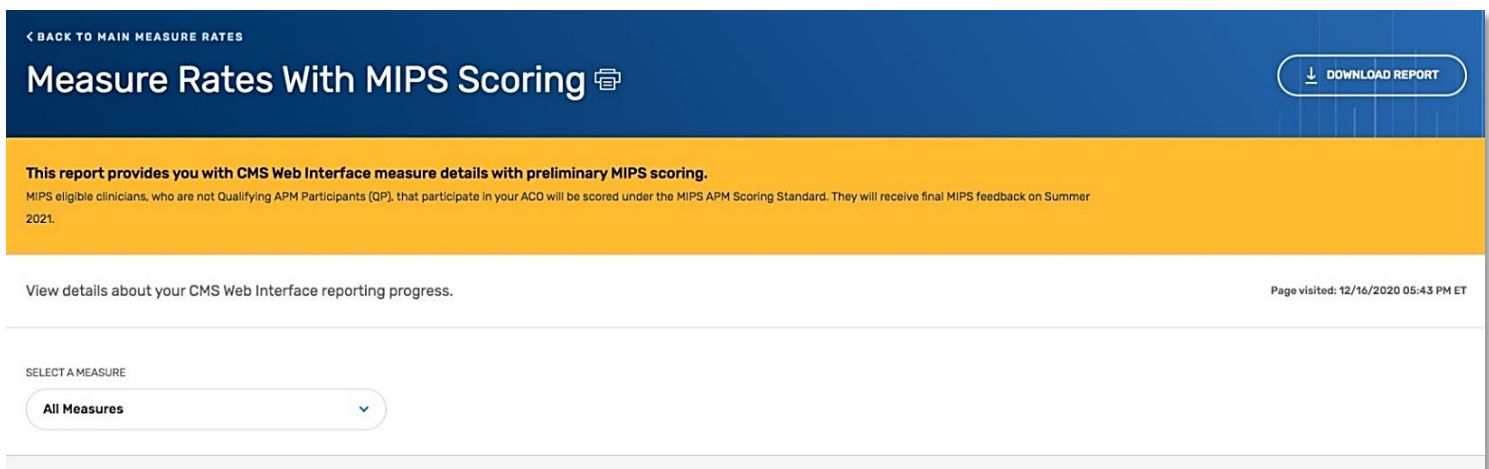 BACK TO MAIN MEASURE RATES
Measure Rates With MIPS Scoring
DOWNLOAD REPORT
This report provides you with CMS Web Interface measure details with preliminary MIPS scoring.
MIPS eligible clinicians, who are not Qualifying APM Participants (QP), that participate in your ACO will be scored under the MIPS APM Scoring Standard. They will receive final MIPS feedback on Summer
2021.
View details about your CMS Web Interface reporting progress.
Page visited: 12/16/2020 05:43 PM ET
SELECT A MEASURE
All Measures